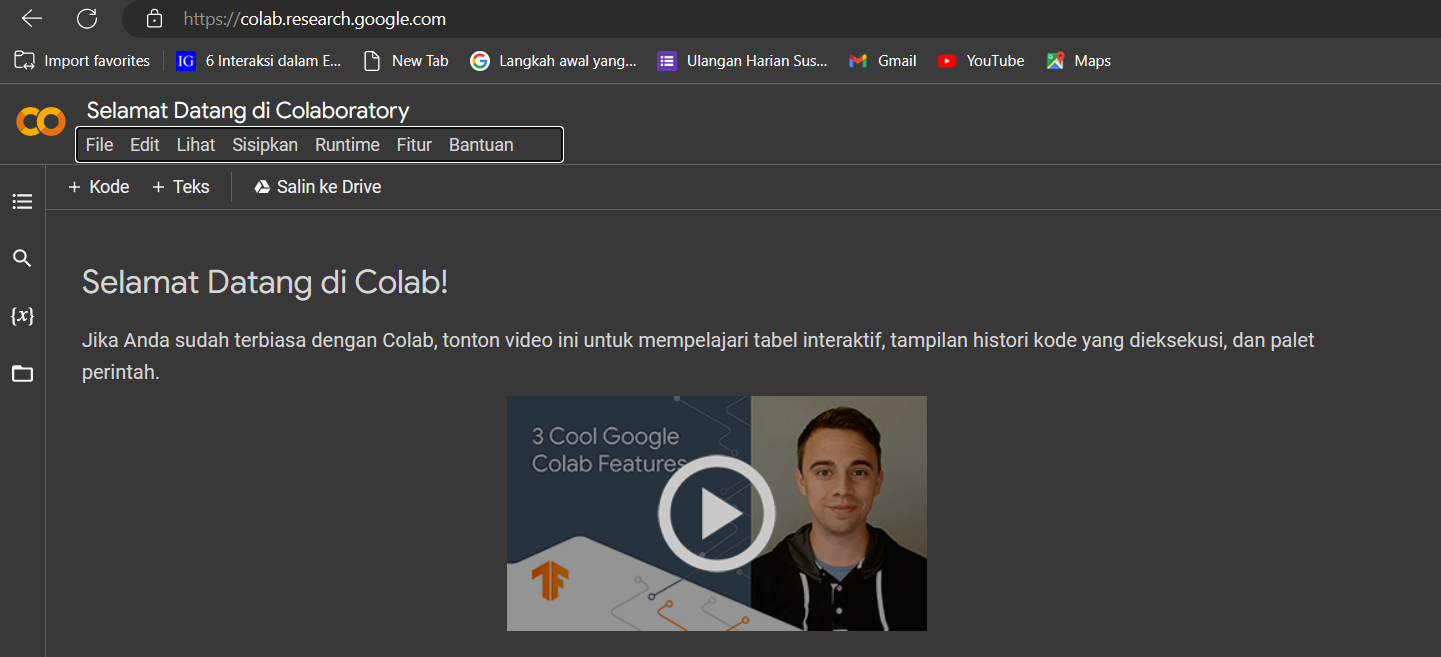 https://colab.research.google.com
Import favorites IG 6 Interaksi dalam E... New Tab G Langkah awal yang... Ulangan Harian Sus... Gmail YouTube Maps
CO Selamat Datang di Colaboratory
File Edit Lihat Sisipkan Runtime Fitur Bantuan
+ Kode + Teks Salin ke Drive
{x}
Selamat Datang di Colab!
Jika Anda sudah terbiasa dengan Colab, tonton video ini untuk mempelajari tabel interaktif, tampilan histori kode yang dieksekusi, dan palet
perintah.
3 Cool Google
Colab Features